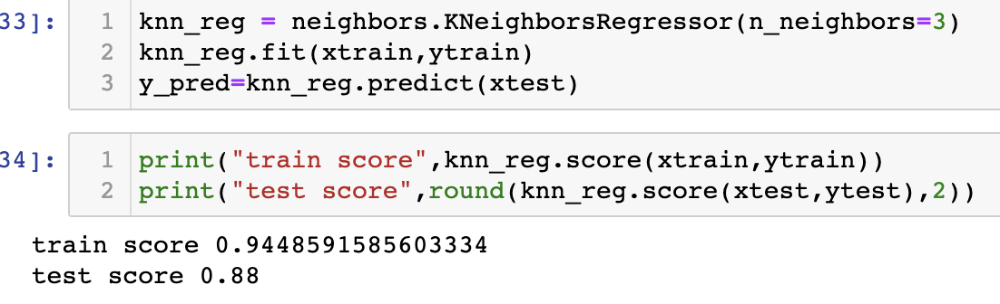 33]:
1 knn_reg = neighbors.KNeighborsRegressor(n_neighbors=3)
2 knn_reg.fit(xtrain,ytrain)
3 y_pred=knn_reg.predict(xtest)
34]:
1 print("train score",knn_reg.score(xtrain,ytrain))
2 print("test score",round(knn_reg.score(xtest,ytest),2))
train score 0.9448591585603334
test score 0.88